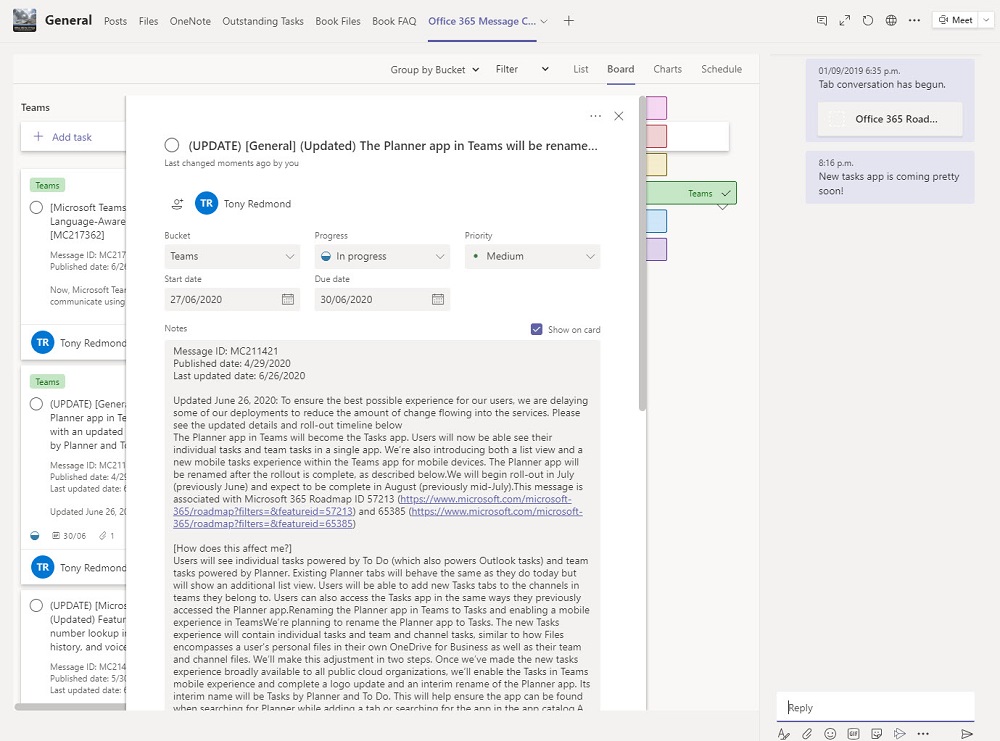 General Posts Files OneNote Outstanding Tasks Book Files Book FAQ Office 365 Message C... Meet
Group by Bucket Filter List Board Charts Schedule
Teams
+ Add task
Teams
[Microsoft Teams
Language-Aware
[MC217362]
Message ID: MC217
Published date: 6/26
Now, Microsoft Team
communicate using
TR Tony Redmond
Teams
(UPDATE) [Genera
Planner app in Te
with an updated
by Planner and To
Message ID: MC211
Published date: 4/29
Last updated date: 6
Updated June 26, 20
30/06 1
TR Tony Redmond
(UPDATE) [Micros
(Updated) Featur
number lookup in
history, and voice
Message ID: MC214
Published date: 5/30
Last updated date: 6
(UPDATE) [General] (Updated) The Planner app in Teams will be rename...
Last changed moments ago by you
TR Tony Redmond
Bucket Progress Priority
Teams In progress Medium
Start date Due date
27/06/2020 30/06/2020
Notes Show on card
Message ID: MC211421
Published date: 4/29/2020
Last updated date: 6/26/2020
Updated June 26, 2020: To ensure the best possible experience for our users, we are delaying
some of our deployments to reduce the amount of change flowing into the services. Please
see the updated details and roll-out timeline below
The Planner app in Teams will become the Tasks app. Users will now be able see their
individual tasks and team tasks in a single app. We're also introducing both a list view and a
new mobile tasks experience within the Teams app for mobile devices. The Planner app will
be renamed after the rollout is complete, as described below.We will begin roll-out in July
(previously June) and expect to be complete in August (previously mid-July).This message is
associated with Microsoft 365 Roadmap ID 57213 (https://www.microsoft.com/microsoft-
365/roadmap?filters=&featureid=57213) and 65385 (https://www.microsoft.com/microsoft-
365/roadmap?filters=&featureid=65385)
[How does this affect me?]
Users will see individual tasks powered by To Do (which also powers Outlook tasks) and team
tasks powered by Planner. Existing Planner tabs will behave the same as they do today but
will show an additional list view. Users will be able to add new Tasks tabs to the channels in
teams they belong to. Users can also access the Tasks app in the same ways they previously
accessed the Planner app.Renaming the Planner app in Teams to Tasks and enabling a mobile
experience in TeamsWe're planning to rename the Planner app to Tasks. The new Tasks
experience will contain individual tasks and team and channel tasks, similar to how Files
encompasses a user's personal files in their own OneDrive for Business as well as their team
and channel files. We'll make this adjustment in two steps. Once we've made the new tasks
experience broadly available to all public cloud organizations, we'll enable the Tasks in Teams
mobile experience and complete a logo update and an interim rename of the Planner app. Its
interim name will be Tasks by Planner and To Do. This will help ensure the app can be found
when searching for Planner while adding a tab or searching for the app in the app catalog.A
Teams
01/09/2019 6:35 p.m.
Tab conversation has begun.
Office 365 Road...
8:16 p.m.
New tasks app is coming pretty
soon!
Reply
GIF